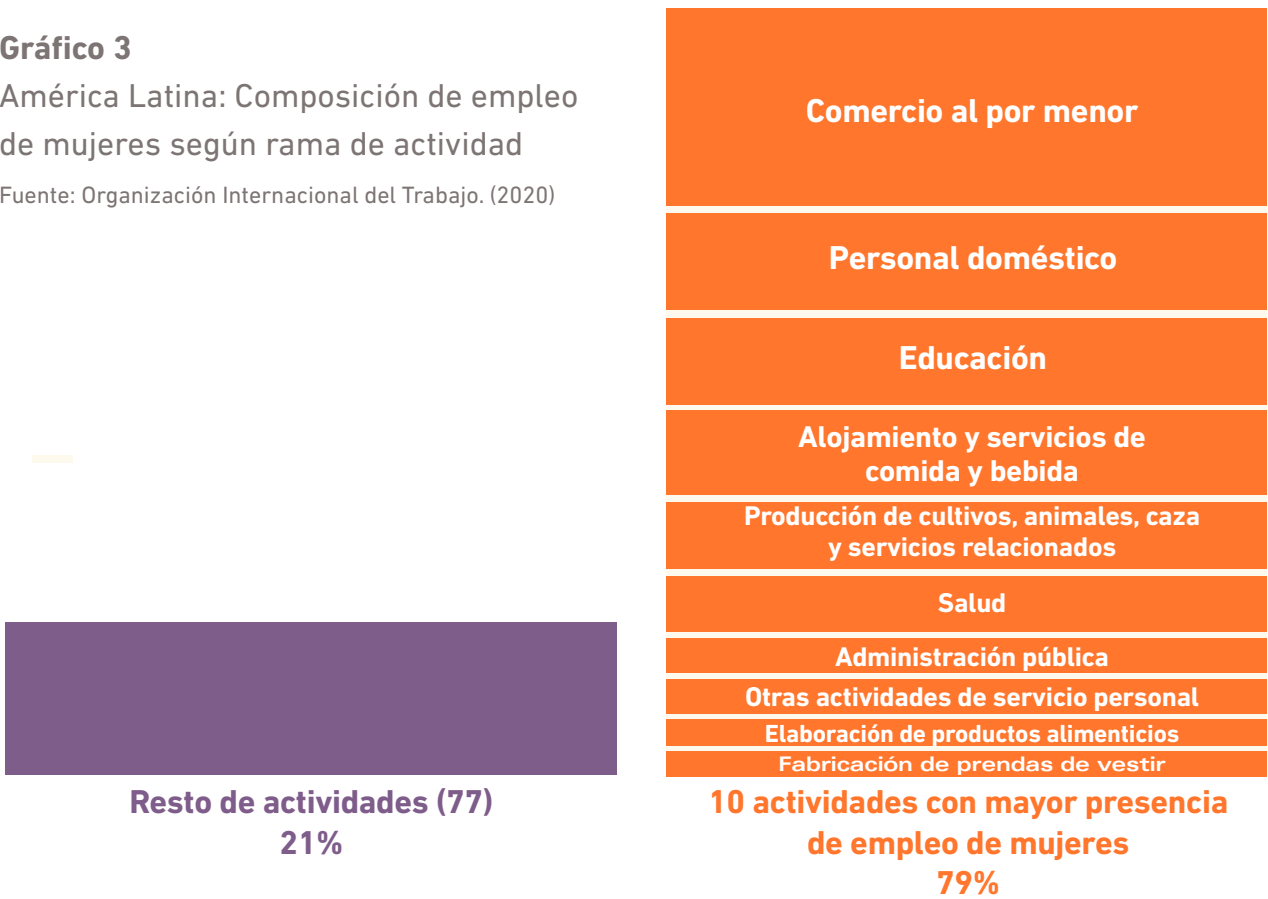 Gráfico 3
América Latina: Composición de empleo
de mujeres según rama de actividad
Fuente: Organización Internacional del Trabajo. (2020)
Comercio al por menor
Personal doméstico
Educación
Alojamiento y servicios de
comida y bebida
Producción de cultivos, animales, caza
y servicios relacionados
Salud
Administración pública
Otras actividades de servicio personal
Elaboración de productos alimenticios
Fabricación de prendas de vestir
Resto de actividades (77)
21%
10 actividades con mayor presencia
de empleo de mujeres
79%